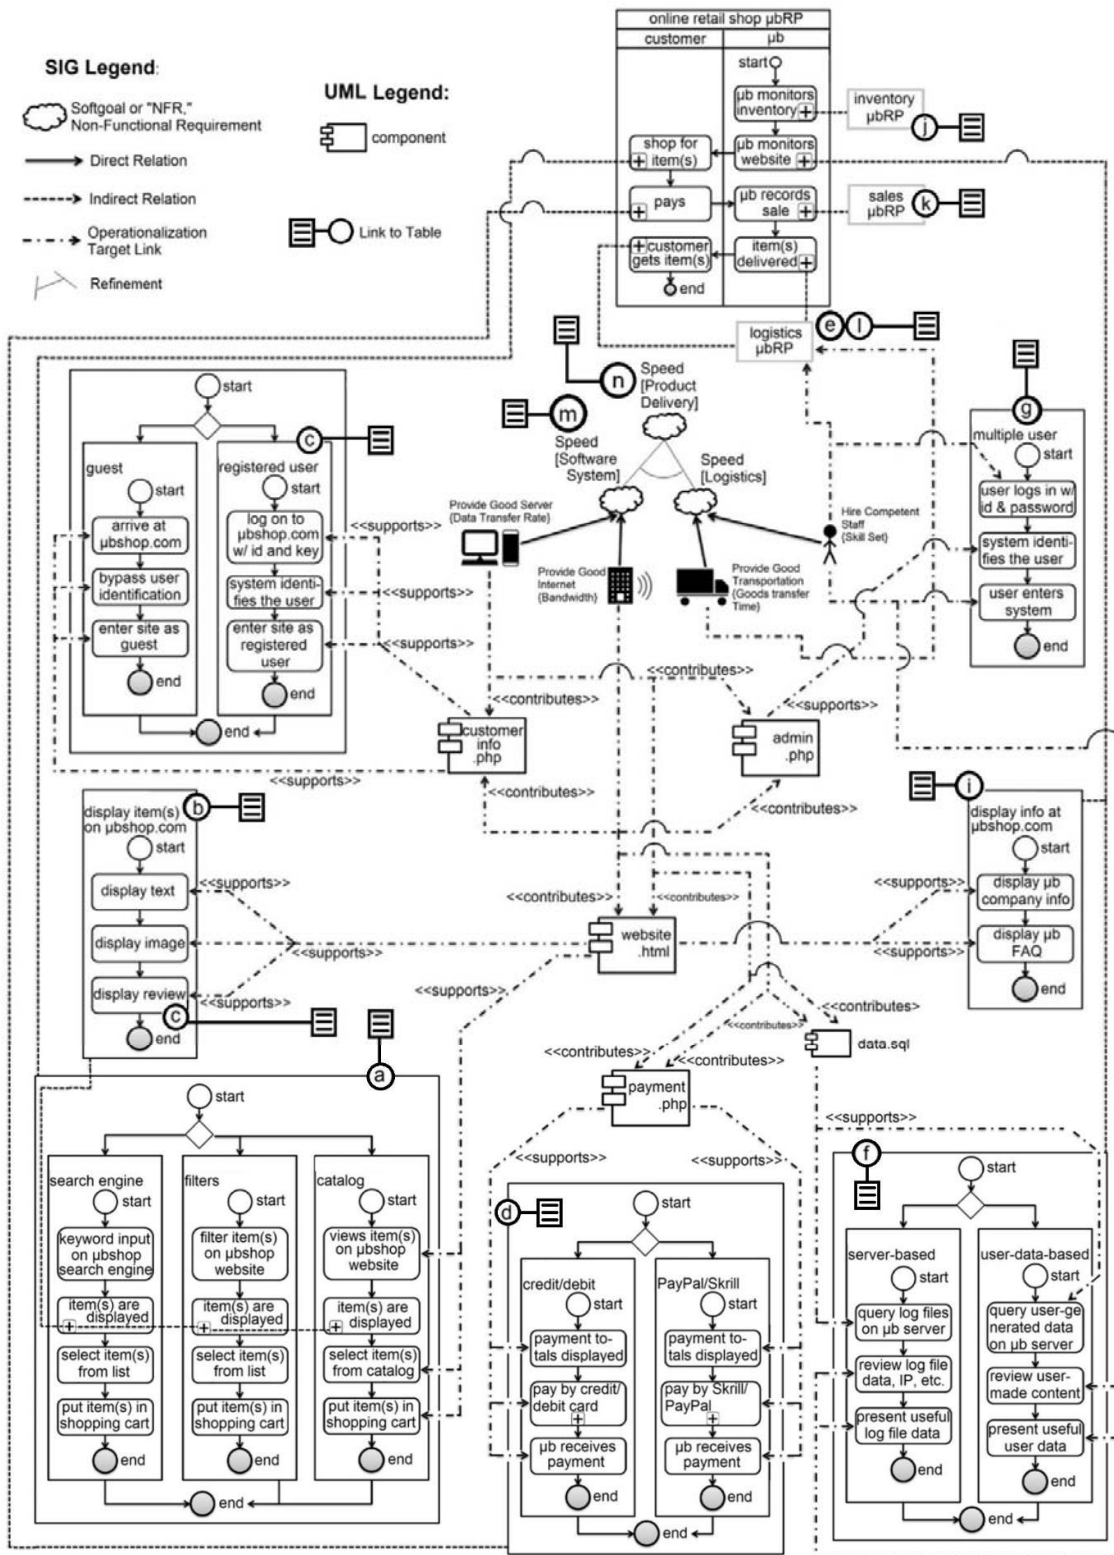 SIG Legend:
Softgoal or "NFR,"
Non-Functional Requirement
Direct Relation
Indirect Relation
Operationalization
Target Link
Refinement
UML Legend:
component
Link to Table
online retail shop µbRP
customer
µb
start
µb monitors
inventory
inventory
µbRP
j
shop for
item(s)
µb monitors
website
pays
µb records
sale
sales
µbRP
k
customer
gets item(s)
item(s)
delivered
end
logistics
µbRP
e
l
n
Speed
[Product
Delivery]
m
Speed
[Software
System]
Speed
[Logistics]
Provide Good Server
{Data Transfer Rate}
Provide Good
Internet
{Bandwidth}
Provide Good
Transportation
{Goods transfer
Time}
Hire Competent
Staff
{Skill Set}
start
guest
start
arrive at
µbshop.com
bypass user
identification
enter site as
guest
end
c
registered user
start
log on to
µbshop.com
w/ id and key
system identi-
fies the user
enter site as
registered
user
end
end
<<supports>>
<<supports>>
<<supports>>
g
multiple user
start
user logs in w/
id & password
system identi-
fies the user
user enters
system
end
<<contributes>>
<<contributes>>
<<supports>>
customer
info
.php
admin
.php
<<supports>>
<<contributes>>
<<contributes>>
display item(s)
on µbshop.com
b
start
display text
display image
display review
c
end
<<supports>>
<<supports>>
<<supports>>
<<contributes>>
<<contributes>>
website
.html
<<supports>>
<<supports>>
<<supports>>
i
display info at
µbshop.com
start
display µb
company info
display µb
FAQ
end
<<contributes>>
<<contributes>>
<<contributes>>
<<contributes>>
data.sql
payment
.php
<<supports>>
<<supports>>
<<supports>>
a
start
search engine
start
keyword input
on µbshop
search engine
item(s) are
displayed
select item(s)
from list
put item(s) in
shopping cart
end
filters
start
filter item(s)
on µbshop
website
item(s) are
displayed
select item(s)
from list
put item(s) in
shopping cart
end
catalog
start
views item(s)
on µbshop
website
item(s) are
displayed
select item(s)
from catalog
put item(s) in
shopping cart
end
end
d
start
credit/debit
start
payment to-
tals displayed
pay by credit/
debit card
µb receives
payment
end
PayPal/Skrill
start
payment to-
tals displayed
pay by Skrill/
PayPal
µb receives
payment
end
end
f
start
server-based
start
query log files
on µb server
review log file
data, IP, etc.
present useful
log file data
end
user-data-based
start
query user-ge
nerated data
on µb server
review user-
made content
present useful
user data
end
end